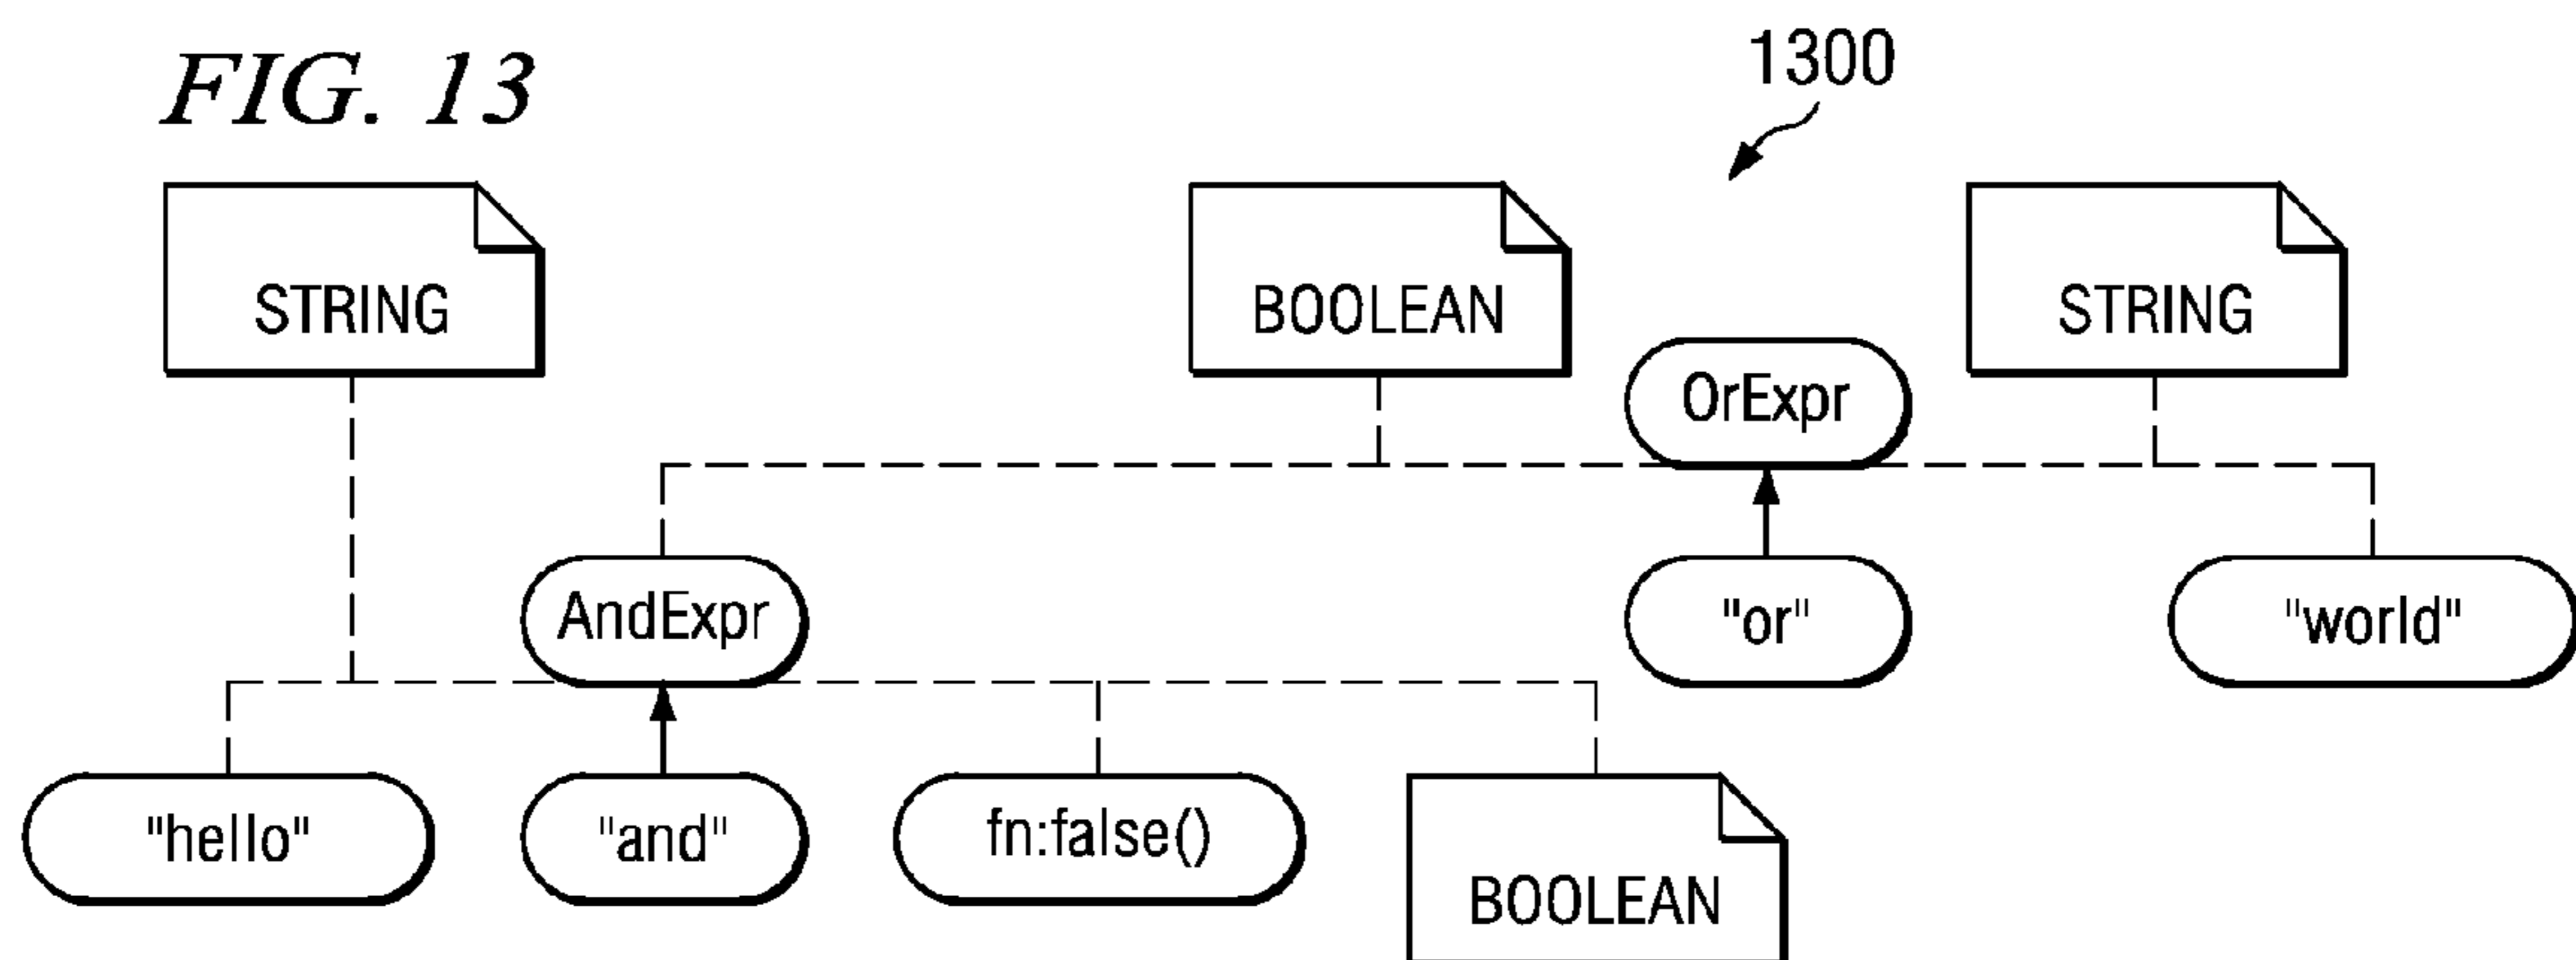 FIG. 13
1300
STRING
BOOLEAN
STRING
OrExpr
AndExpr
"or"
"world"
"hello"
"and"
fn:false()
BOOLEAN